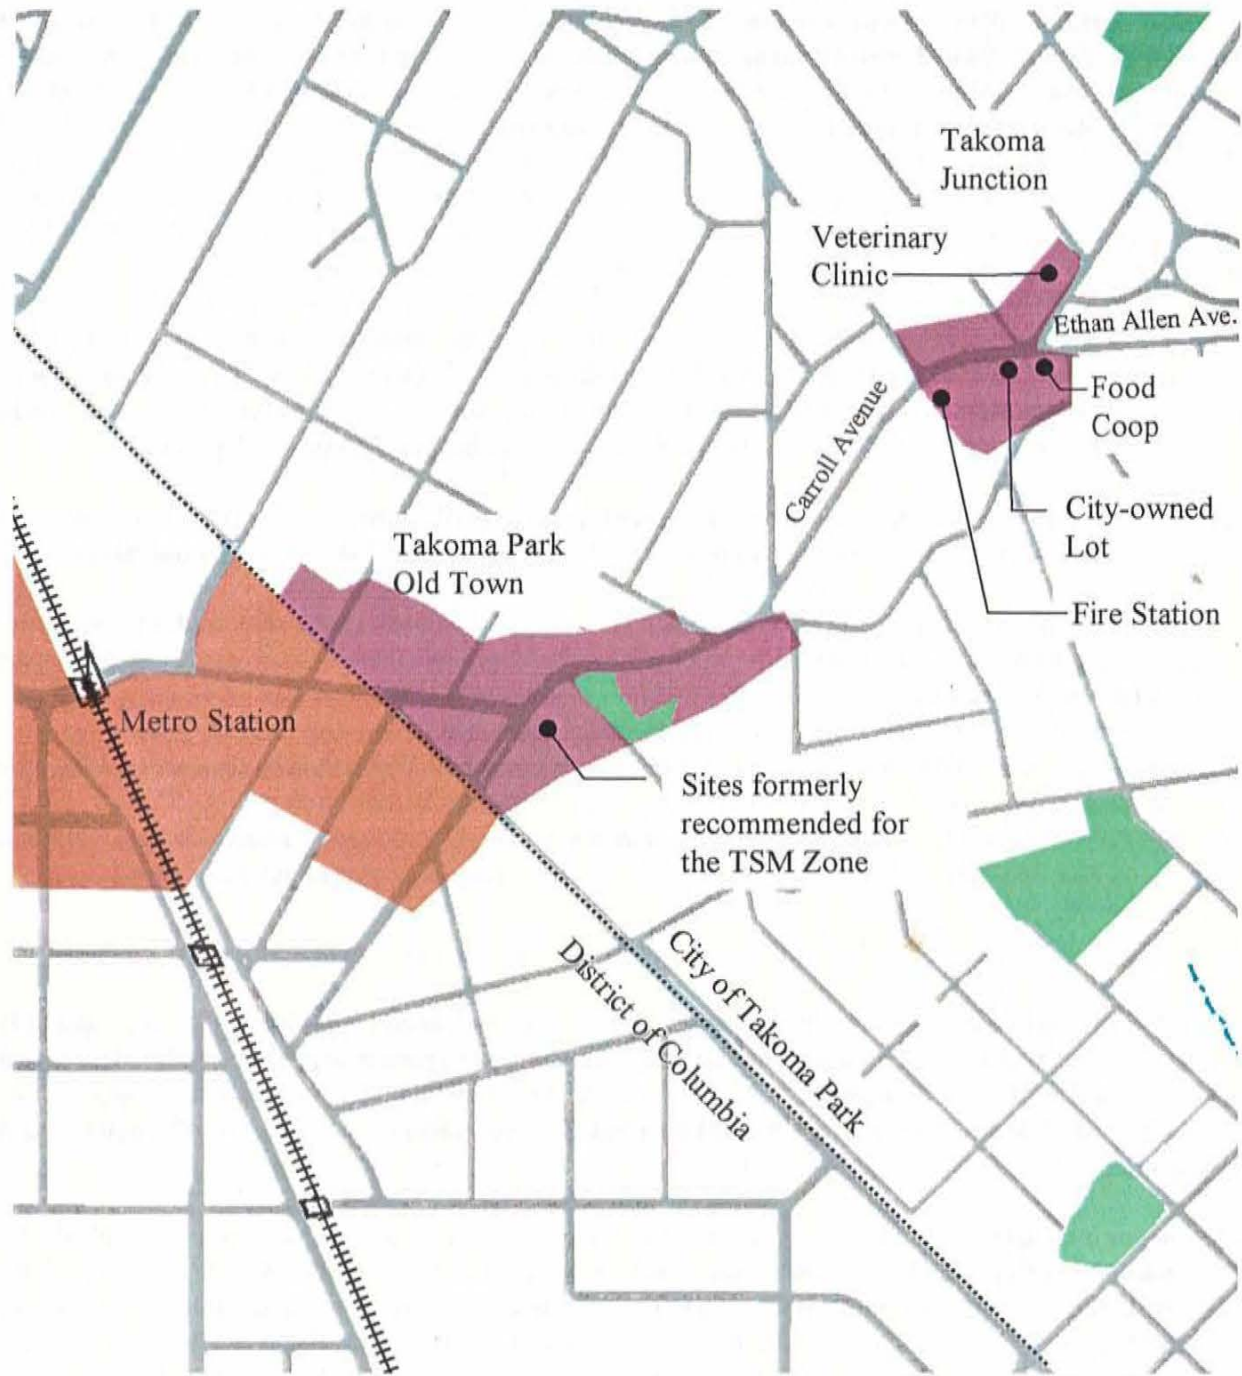 Takoma
Junction
Veterinary
Clinic
Ethan Allen Ave.
Food
Coop
Carroll Avenue
City-owned
Lot
Takoma Park
Old Town
Fire Station
Metro Station
Sites formerly
recommended for
the TSM Zone
City of Takoma Park
District of Columbia